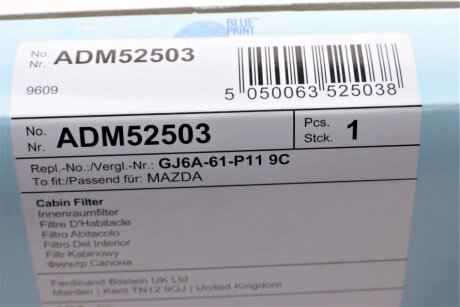 BLUE
PRINT
No.
Nr. ADM52503
9609
5 050063 525038
No.
Nr. ADM52503
Pcs.
Stck. 1
Repl.-No.:/Vergl.-Nr.: GJ6A-61-P11 9C
To fit:/Passend für: MAZDA
Cabin Filter
Innenraumfilter
Filtre D'Habitacle
Filtro Abitacolo
Filtro Del Interior
Filtr Kabinowy
Фильтр Салона
Ferdinand Bilstein UK Ltd
Marden | Kent TN12 9QJ | United Kingdom